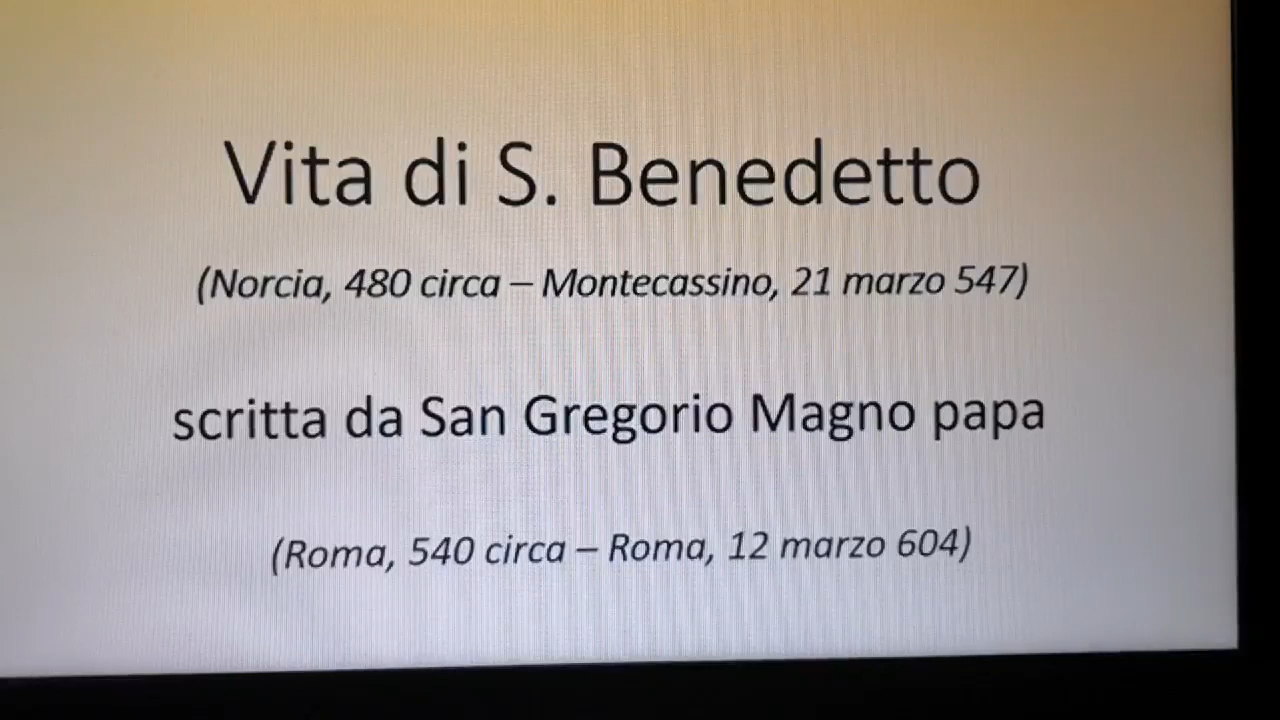 Vita di S. Benedetto
(Norcia, 480 circa – Montecassino, 21 marzo 547)
scritta da San Gregorio Magno papa
(Roma, 540 circa – Roma, 12 marzo 604)